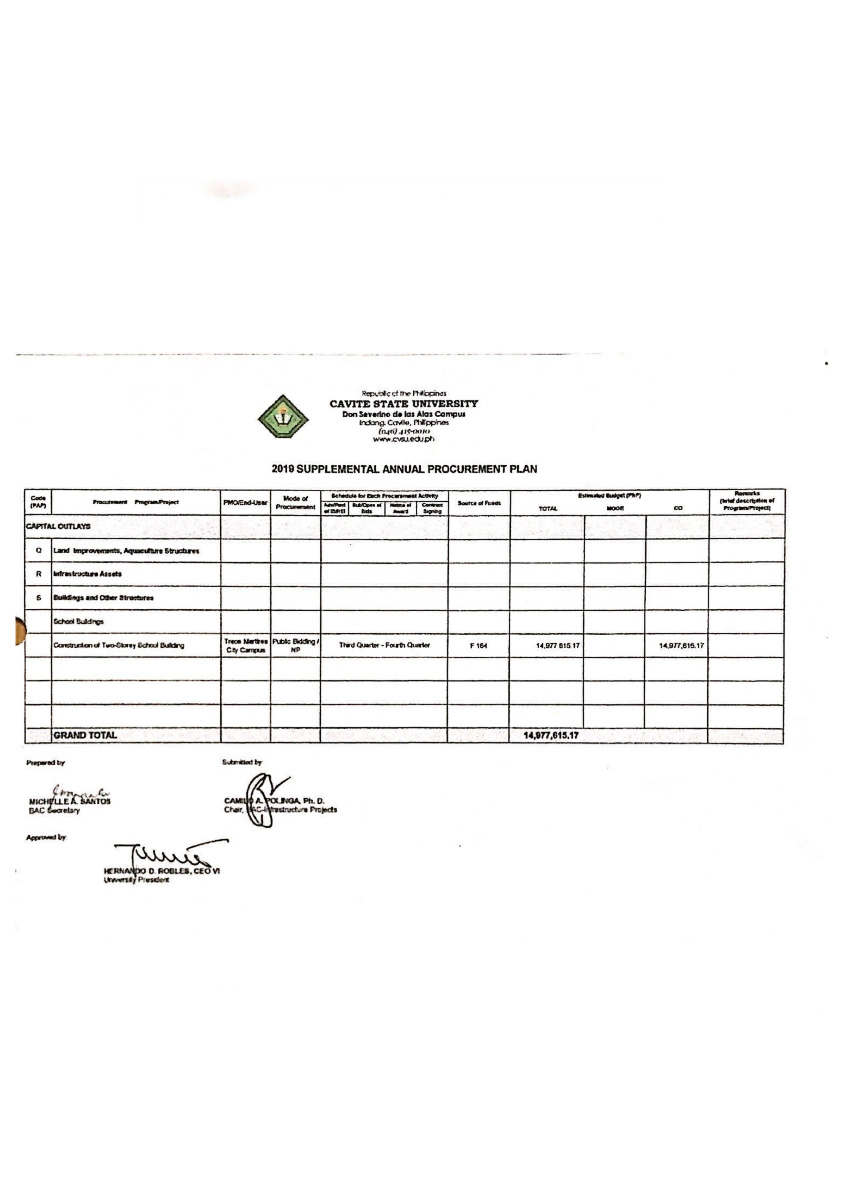 Republic of the Philippines
CAVITE STATE UNIVERSITY
Don Severino de las Alas Campus
Indang, Cavite, Philippines
(046) 415-0010
www.cvsu.edu.ph
2019 SUPPLEMENTAL ANNUAL PROCUREMENT PLAN
Code (PAP) Procurement Program/Project PMO/End-User Mode of Procurement Schedule for Each Procurement Activity Source of Funds Estimated Budget (PhP) Remarks (brief description of Program/Project)
Ads/Post of IB/REI Sub/Open of Bids Notice of Award Contract Signing TOTAL MOOE CO
CAPITAL OUTLAYS
Q Land Improvements, Aquaculture Structures
R Infrastructure Assets
S Buildings and Other Structures
School Buildings
Construction of Two-Storey School Building Trece Martires City Campus Public Bidding / NP Third Quarter - Fourth Quarter F 164 14,977,615.17 14,977,615.17
GRAND TOTAL 14,977,615.17
Prepared by Submitted by
MICHELLE A. SANTOS CAMILO A. POLINGA, Ph. D.
BAC Secretary Chair, BAC-Infrastructure Projects
Approved by
HERNANDO D. ROBLES, CEO VI
University President